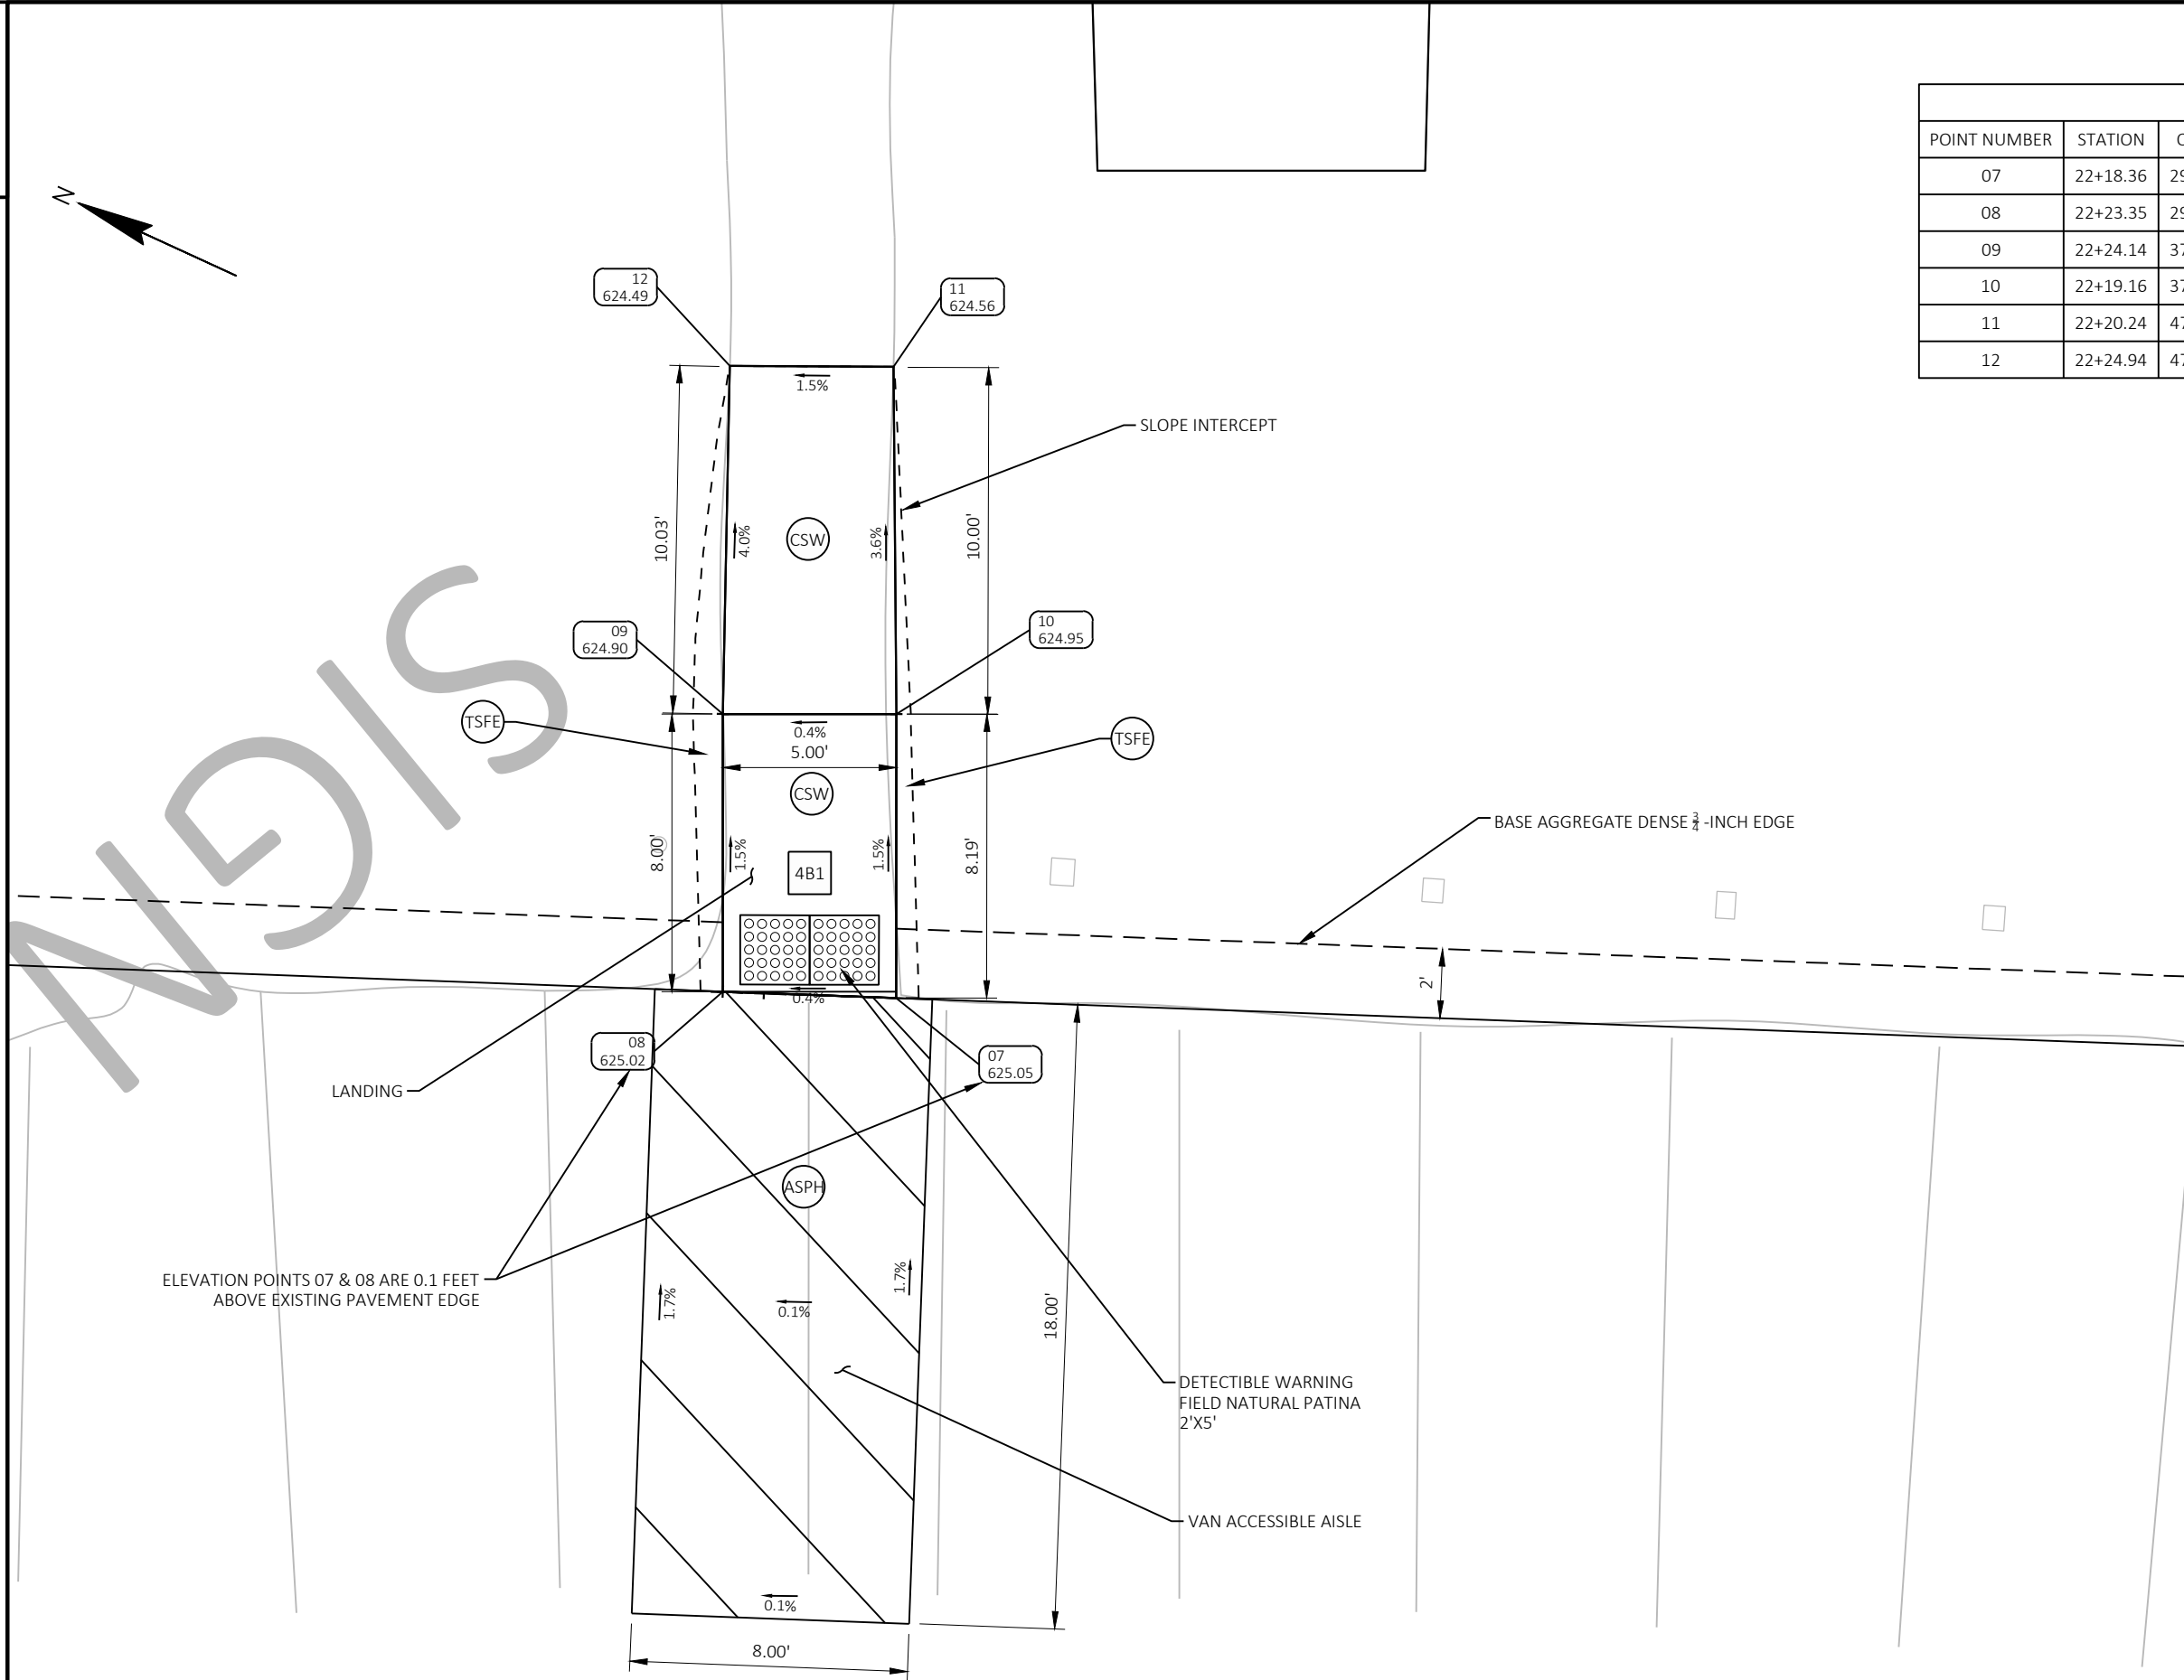 POINT NUMBER STATION
07 22+18.36 29
08 22+23.35 29
09 22+24.14 37
10 22+19.16 37
11 22+20.24 47
12 22+24.94 47
N
12
624.49
11
624.56
1.5%
SLOPE INTERCEPT
10.03'
4.0%
CSW
3.6%
10.00'
09
624.90
10
624.95
TSFE
0.4%
5.00'
TSFE
CSW
8.00'
1.5%
4B1
1.5%
8.19'
BASE AGGREGATE DENSE 3/4 -INCH EDGE
2'
0.4%
08
625.02
07
625.05
LANDING
ASPH
ELEVATION POINTS 07 & 08 ARE 0.1 FEET
ABOVE EXISTING PAVEMENT EDGE
1.7%
0.1%
1.7%
18.00'
DETECTIBLE WARNING
FIELD NATURAL PATINA
2'X5'
VAN ACCESSIBLE AISLE
0.1%
8.00'